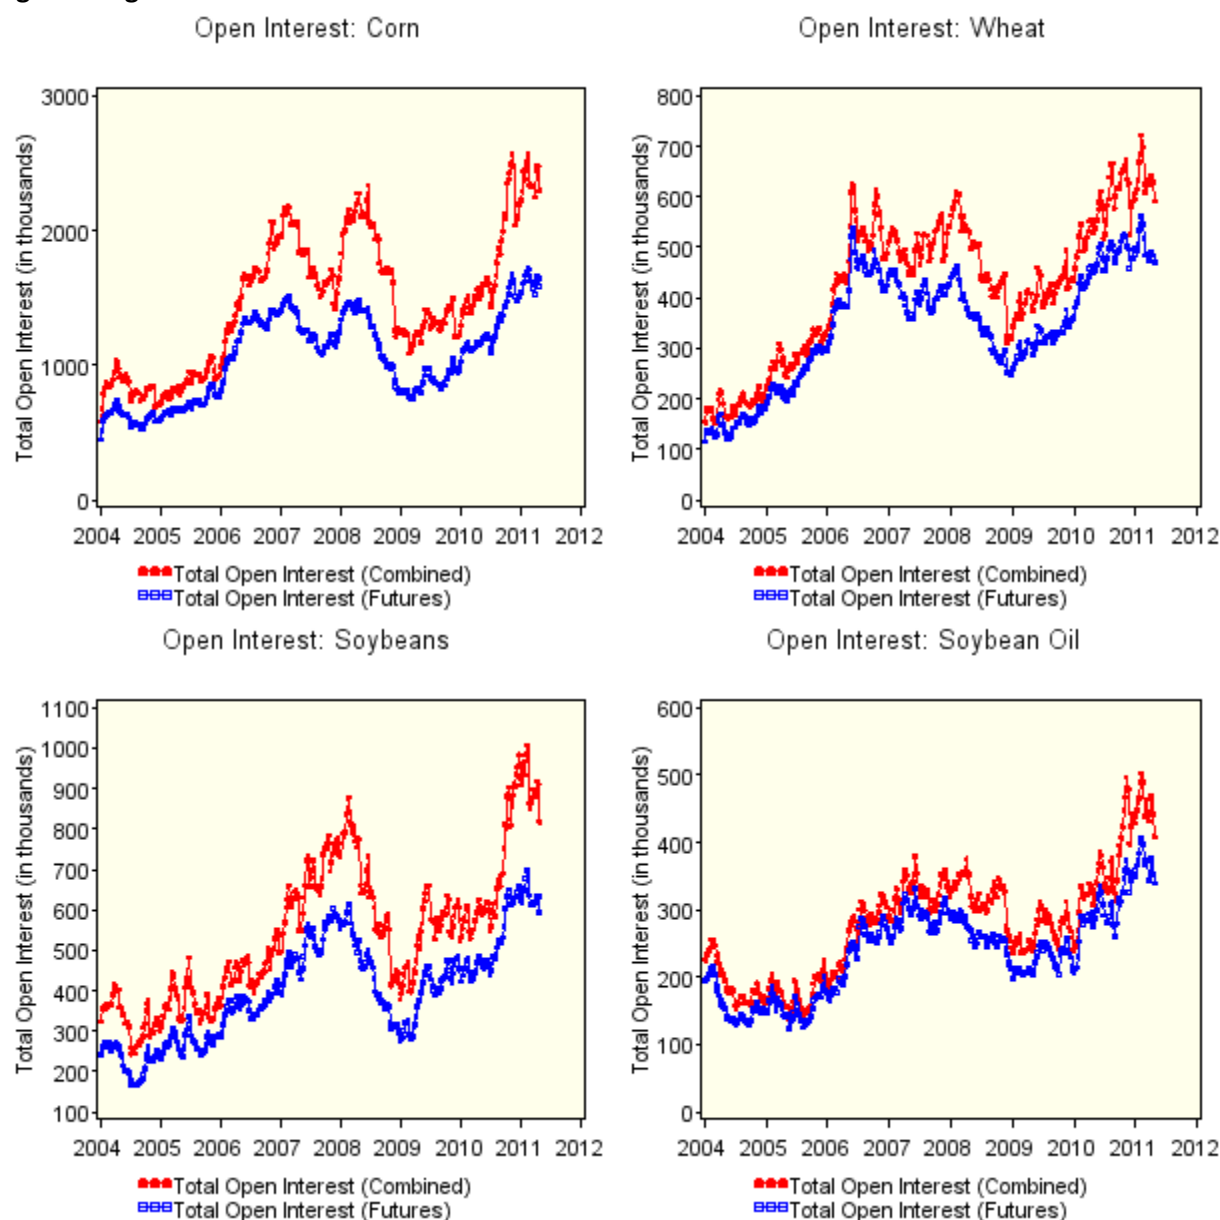 Open Interest: Corn
Open Interest: Wheat
Total Open Interest (in thousands)
3000
2000
1000
0
2004 2005 2006 2007 2008 2009 2010 2011 2012
Total Open Interest (Combined)
Total Open Interest (Futures)
Total Open Interest (in thousands)
800
700
600
500
400
300
200
100
0
2004 2005 2006 2007 2008 2009 2010 2011 2012
Total Open Interest (Combined)
Total Open Interest (Futures)
Open Interest: Soybeans
Open Interest: Soybean Oil
Total Open Interest (in thousands)
1100
1000
900
800
700
600
500
400
300
200
100
2004 2005 2006 2007 2008 2009 2010 2011 2012
Total Open Interest (Combined)
Total Open Interest (Futures)
Total Open Interest (in thousands)
600
500
400
300
200
100
0
2004 2005 2006 2007 2008 2009 2010 2011 2012
Total Open Interest (Combined)
Total Open Interest (Futures)